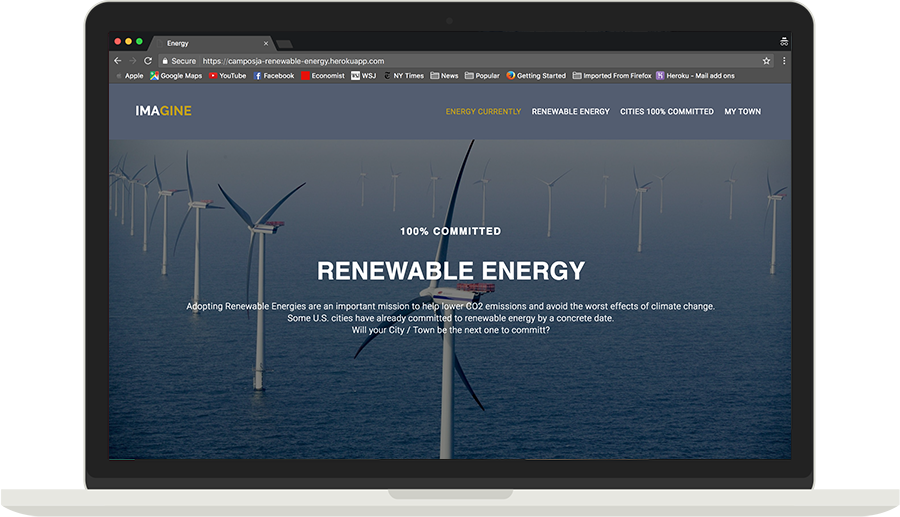 Energy
Secure https://camposja-renewable-energy.herokuapp.com
Apple Google Maps YouTube Facebook Economist WSJ NY Times News Popular Getting Started Imported From Firefox Heroku - Mail add ons
IMAGINE ENERGY CURRENTLY RENEWABLE ENERGY CITIES 100% COMMITTED MY TOWN
100% COMMITTED
RENEWABLE ENERGY
Adopting Renewable Energies are an important mission to help lower CO2 emissions and avoid the worst effects of climate change.
Some U.S. cities have already committed to renewable energy by a concrete date.
Will your City / Town be the next one to committ?